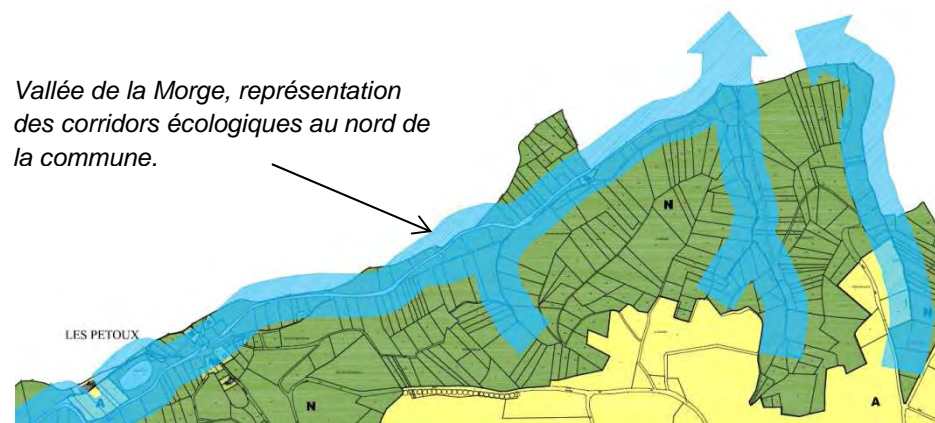 Vallée de la Morge, représentation
des corridors écologiques au nord de
la commune.
N
LES PETOUX
N
A
N
N
A